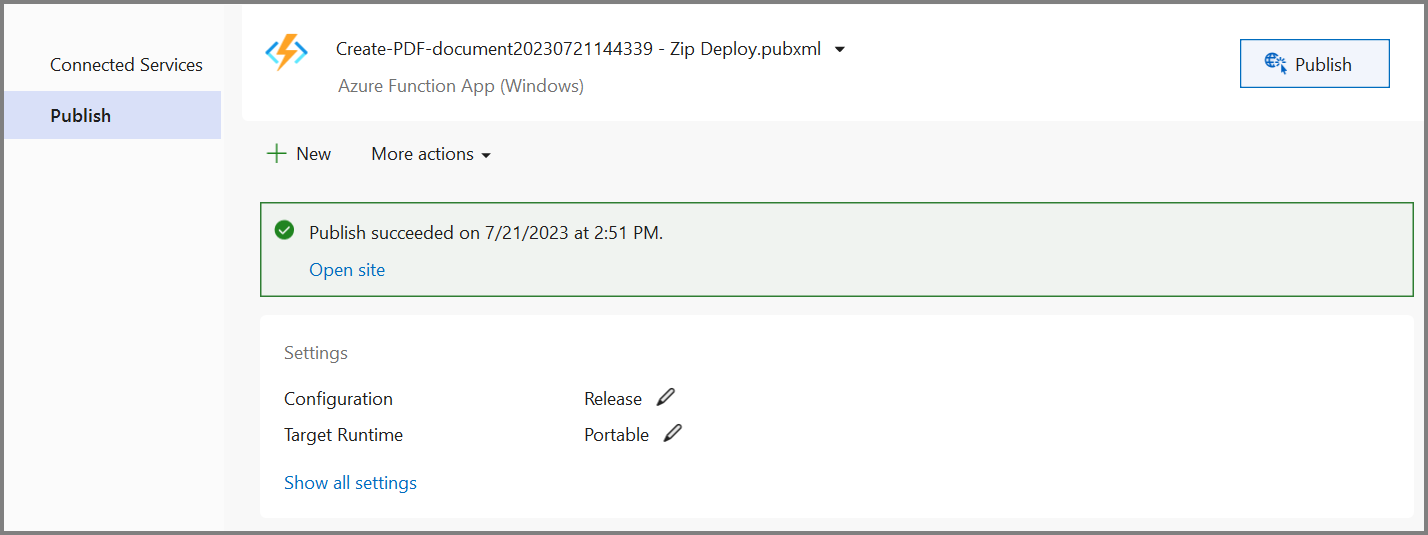 Connected Services
Publish
Create-PDF-document20230721144339 - Zip Deploy.pubxml
Azure Function App (Windows)
Publish
New
More actions
Publish succeeded on 7/21/2023 at 2:51 PM.
Open site
Settings
Configuration Release
Target Runtime Portable
Show all settings